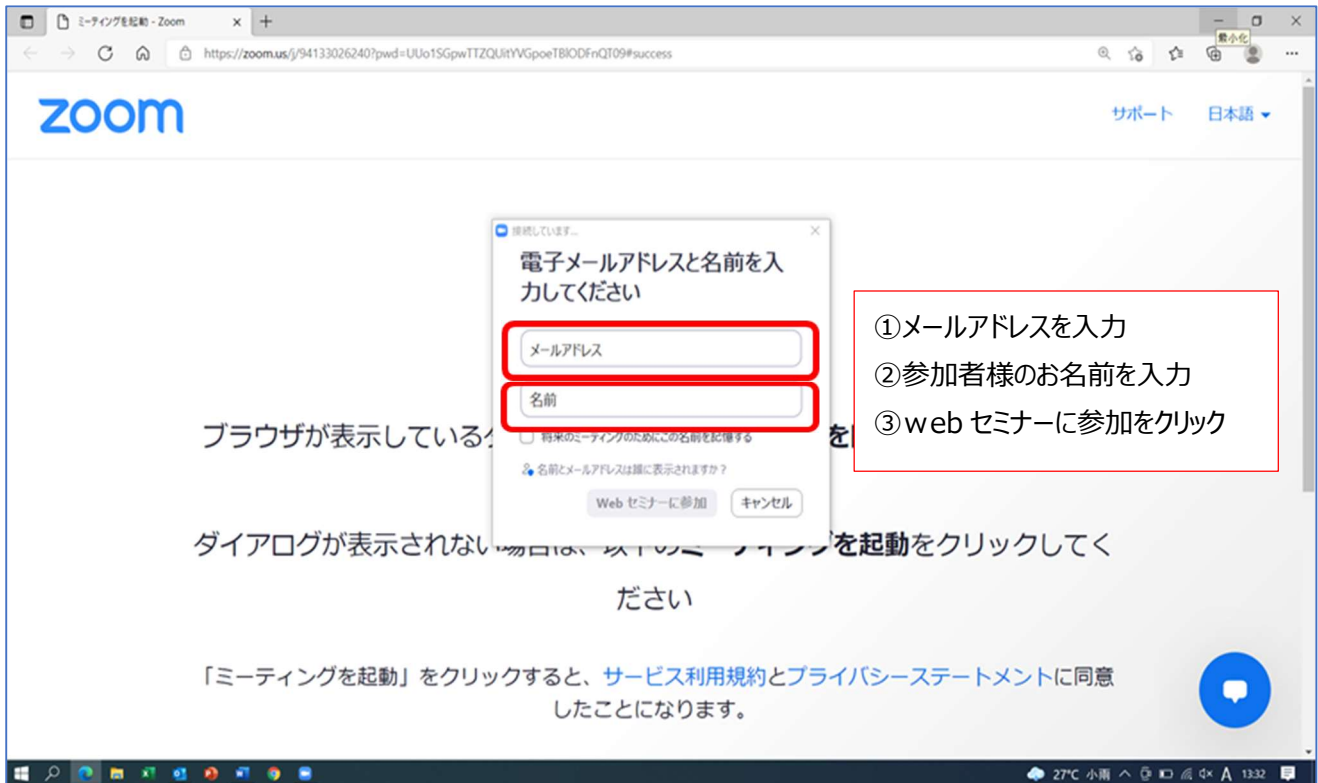 ミーティングを起動 - Zoom
https://zoom.us/j/94133026240?pwd=
最小化
zoom
サポート 日本語
接続しています...
電子メールアドレスと名前を入
力してください
メールアドレス
名前
将来のミーティングのためにこの名前を記憶する
名前とメールアドレスは誰に表示されますか？
Web セミナーに参加 キャンセル
①メールアドレスを入力
②参加者様のお名前を入力
③ｗeb セミナーに参加をクリック
ブラウザが表示している
を
ダイアログが表示されない場合は、以下のミーティングを起動をクリックしてく
ださい
「ミーティングを起動」をクリックすると、サービス利用規約とプライバシーステートメントに同意
したことになります。
27°C 小雨 A 13:32